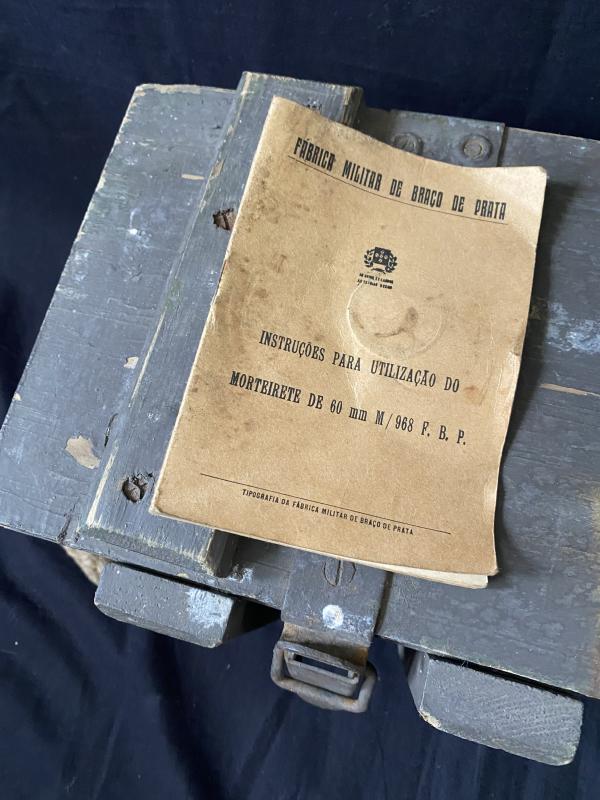 FÁBRICA MILITAR DE BRAÇO DE PRATA
INSTRUÇÕES PARA UTILIZAÇÃO DO
MORTEIRETE DE 60 mm M/968 F. B. P.
TIPOGRAFIA DA FÁBRICA MILITAR DE BRAÇO DE PRATA